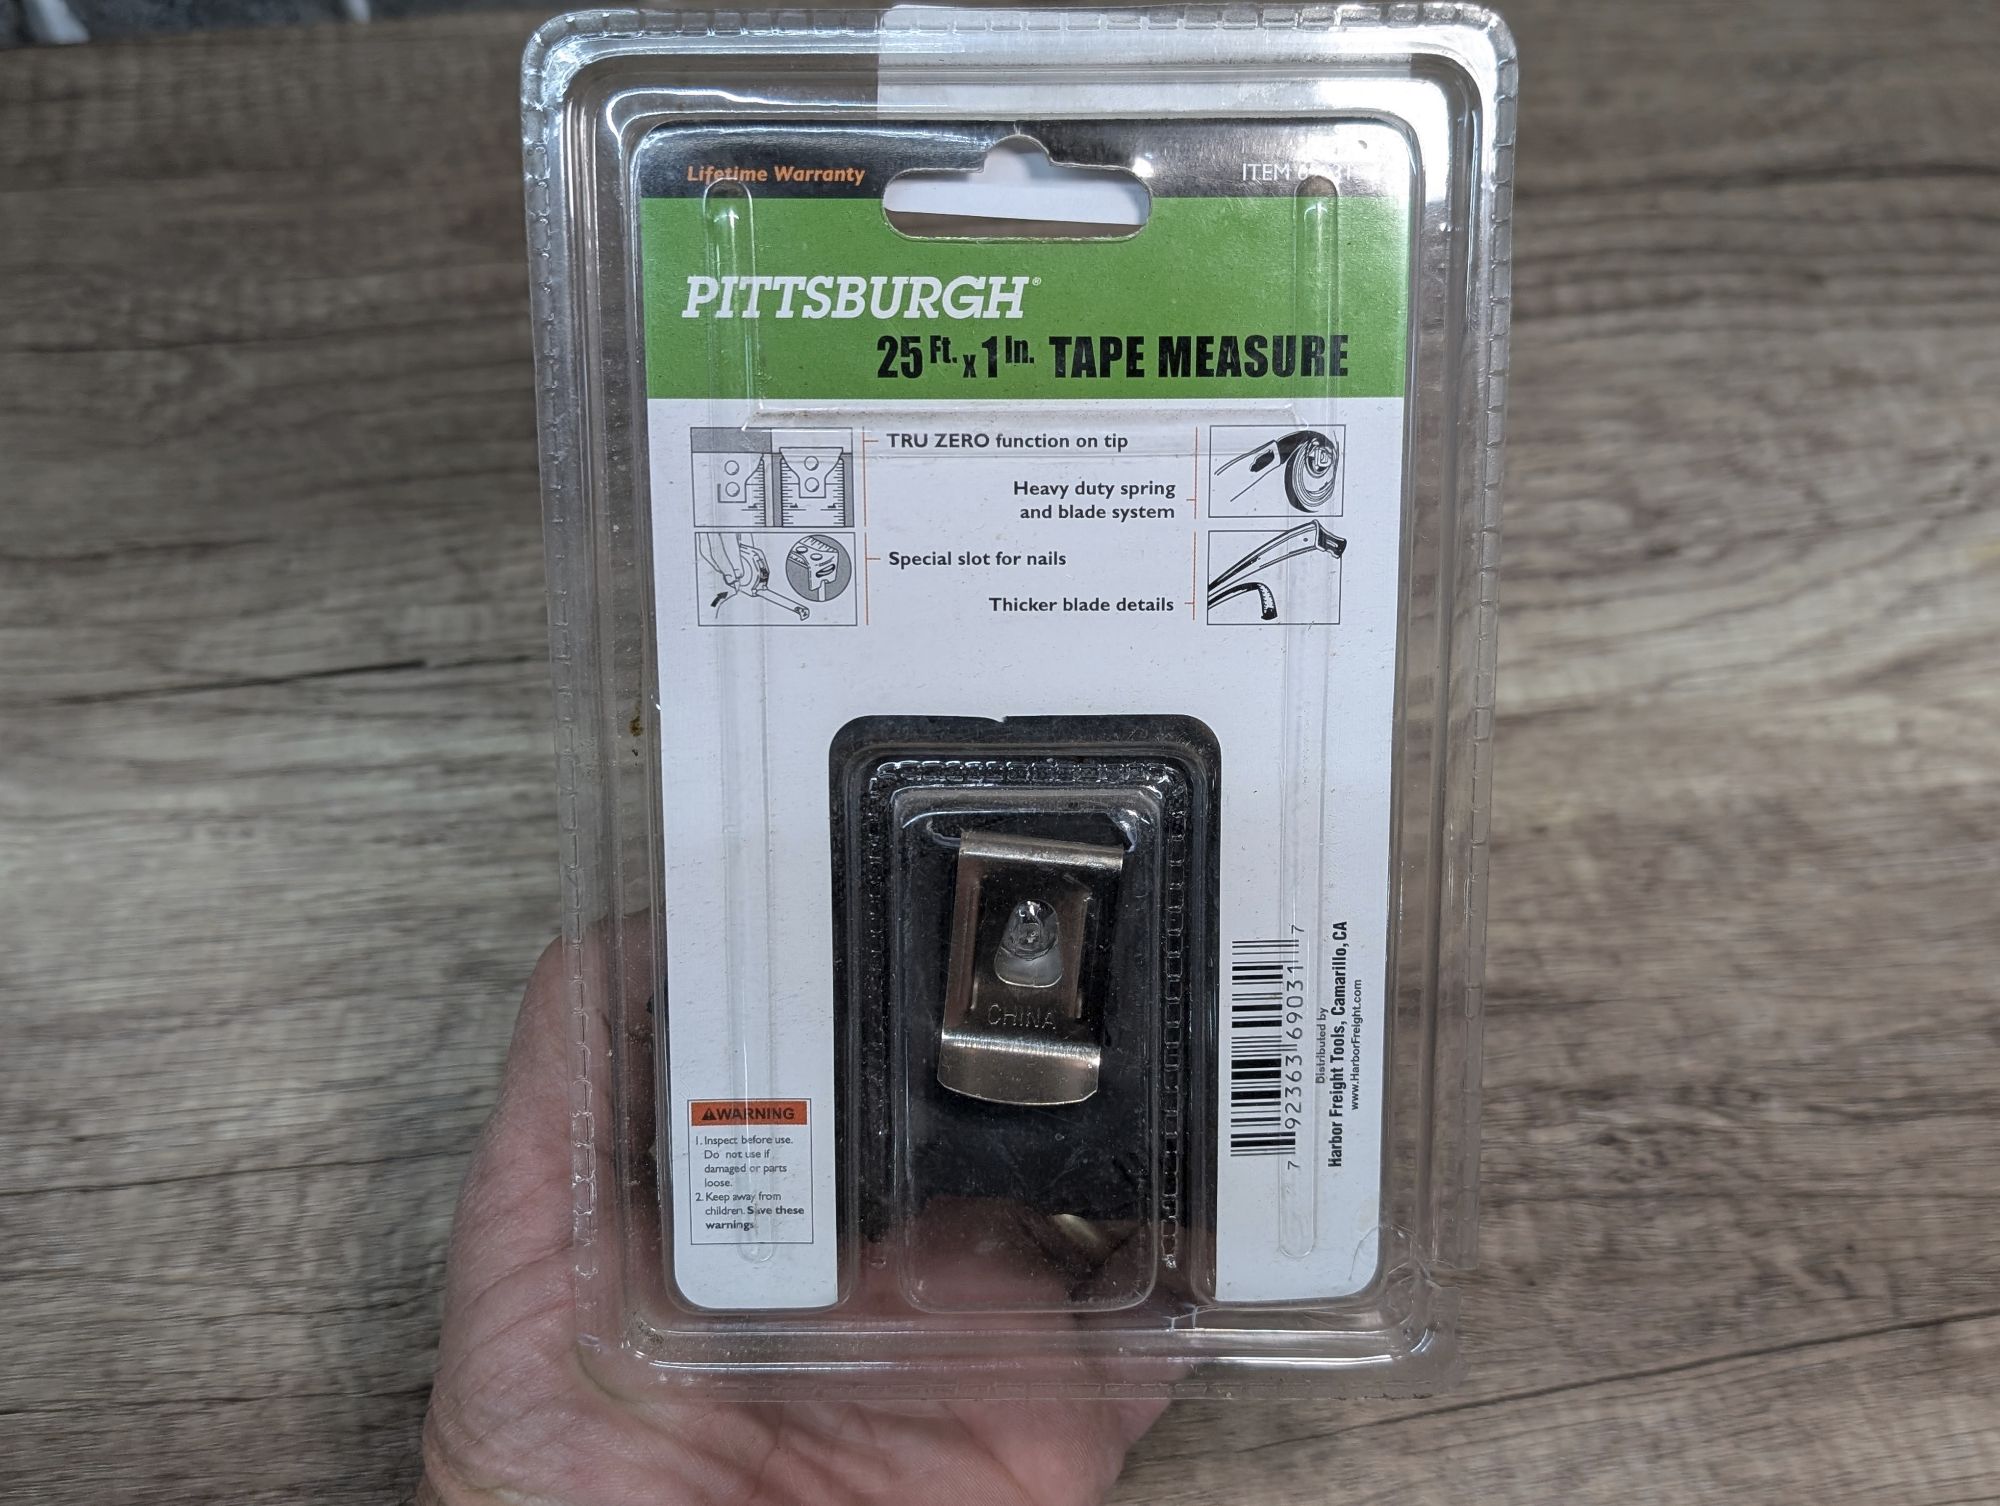 Lifetime Warranty
ITEM
PITTSBURGH®
25 Ft. x 1 In. TAPE MEASURE
TRU ZERO function on tip
Heavy duty spring
and blade system
Special slot for nails
Thicker blade details
CHINA
⚠WARNING
1. Inspect before use.
Do not use if
damaged or parts
loose.
2. Keep away from
children. Save these
warnings.
7 92363 69031 7
Distributed by
Harbor Freight Tools, Camarillo, CA
www.HarborFreight.com